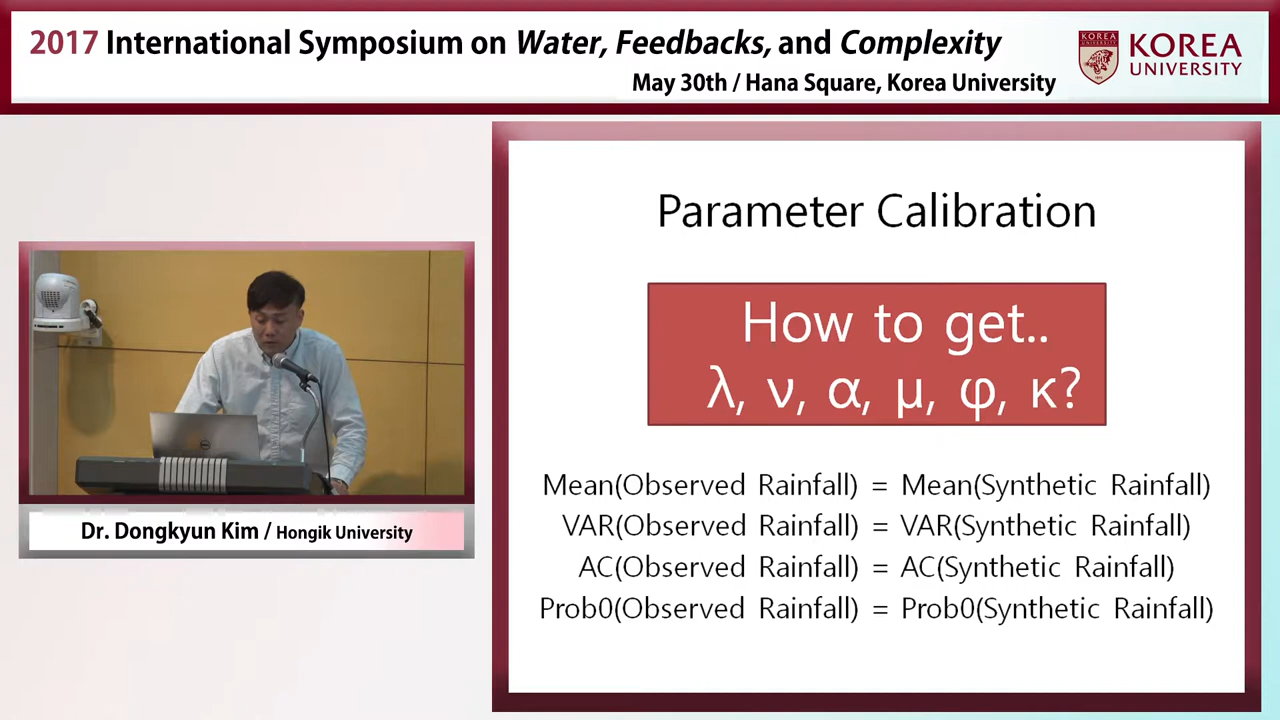 2017 International Symposium on Water, Feedbacks, and Complexity
May 30th / Hana Square, Korea University
KOREA
UNIVERSITY
Parameter Calibration
How to get..
λ, ν, α, μ, φ, κ?
Mean(Observed Rainfall) = Mean(Synthetic Rainfall)
VAR(Observed Rainfall) = VAR(Synthetic Rainfall)
AC(Observed Rainfall) = AC(Synthetic Rainfall)
Prob0(Observed Rainfall) = Prob0(Synthetic Rainfall)
Dr. Dongkyun Kim / Hongik University